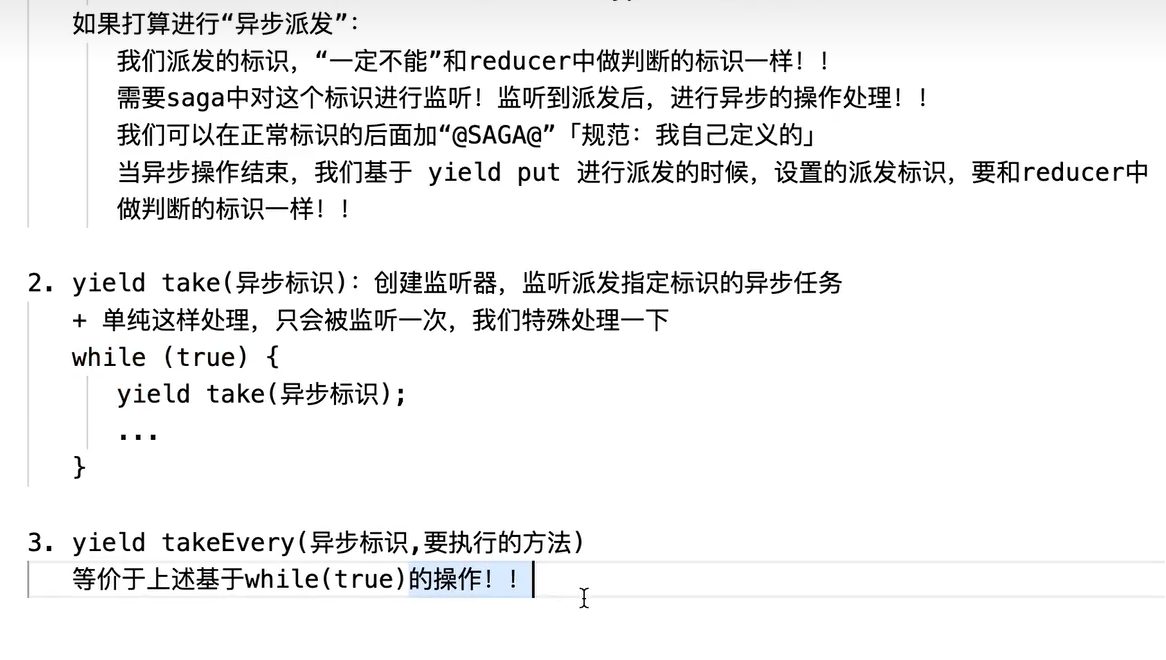 如果打算进行“异步派发”：
我们派发的标识，“一定不能”和reducer中做判断的标识一样！！
需要saga中对这个标识进行监听！监听到派发后，进行异步的操作处理！！
我们可以在正常标识的后面加“@SAGA@”「规范：我自己定义的」
当异步操作结束，我们基于 yield put 进行派发的时候，设置的派发标识，要和reducer中
做判断的标识一样！！
2. yield take(异步标识)：创建监听器，监听派发指定标识的异步任务
+ 单纯这样处理，只会被监听一次，我们特殊处理一下
while (true) {
yield take(异步标识);
...
}
3. yield takeEvery(异步标识,要执行的方法)
等价于上述基于while(true)的操作！！